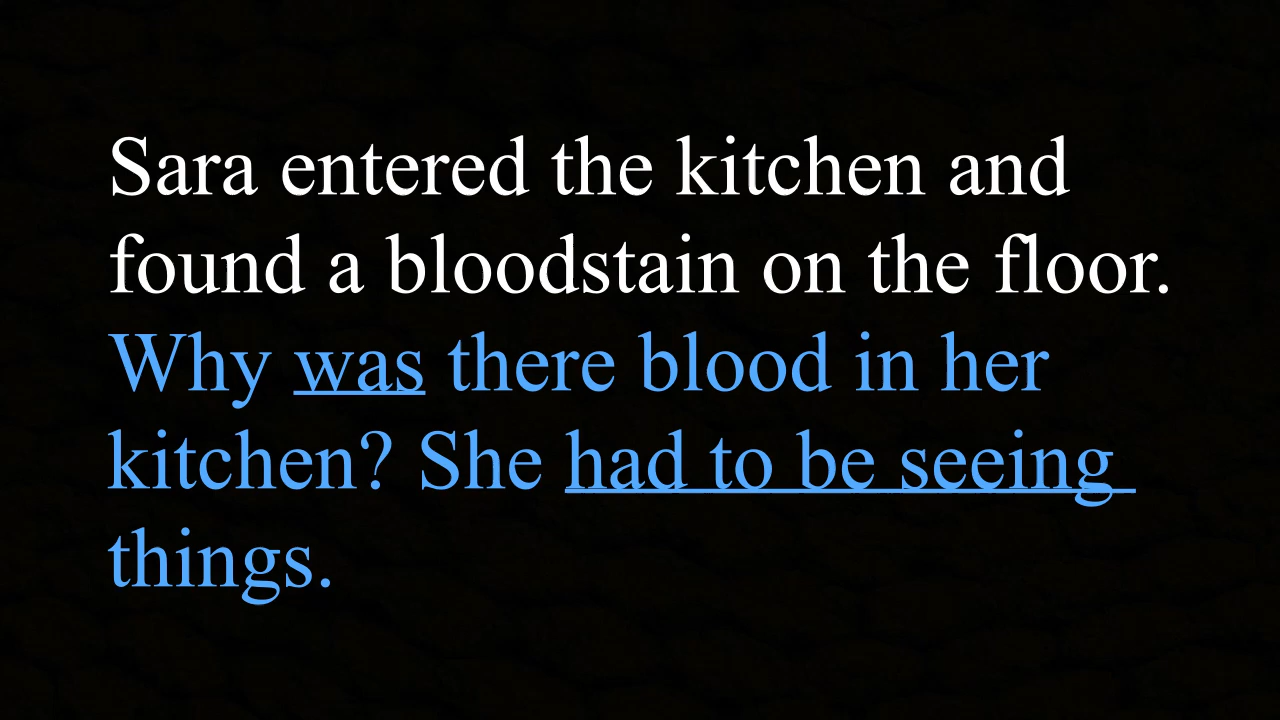 Sara entered the kitchen and
found a bloodstain on the floor.
Why was there blood in her
kitchen? She had to be seeing
things.